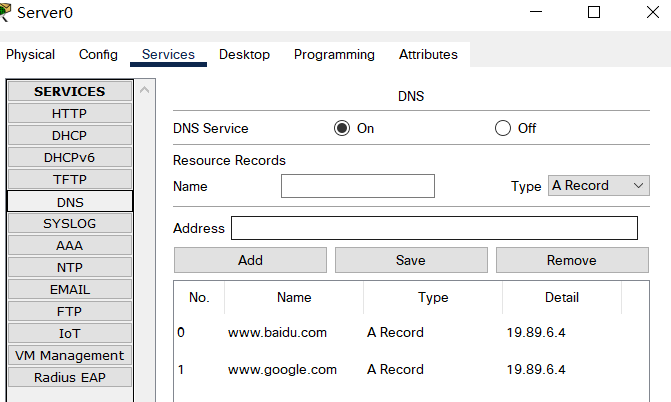 Server0
Physical Config Services Desktop Programming Attributes
SERVICES
HTTP
DHCP
DHCPv6
TFTP
DNS
SYSLOG
AAA
NTP
EMAIL
FTP
IoT
VM Management
Radius EAP
DNS
DNS Service On Off
Resource Records
Name Type A Record
Address
Add Save Remove
No. Name Type Detail
0 www.baidu.com A Record 19.89.6.4
1 www.google.com A Record 19.89.6.4